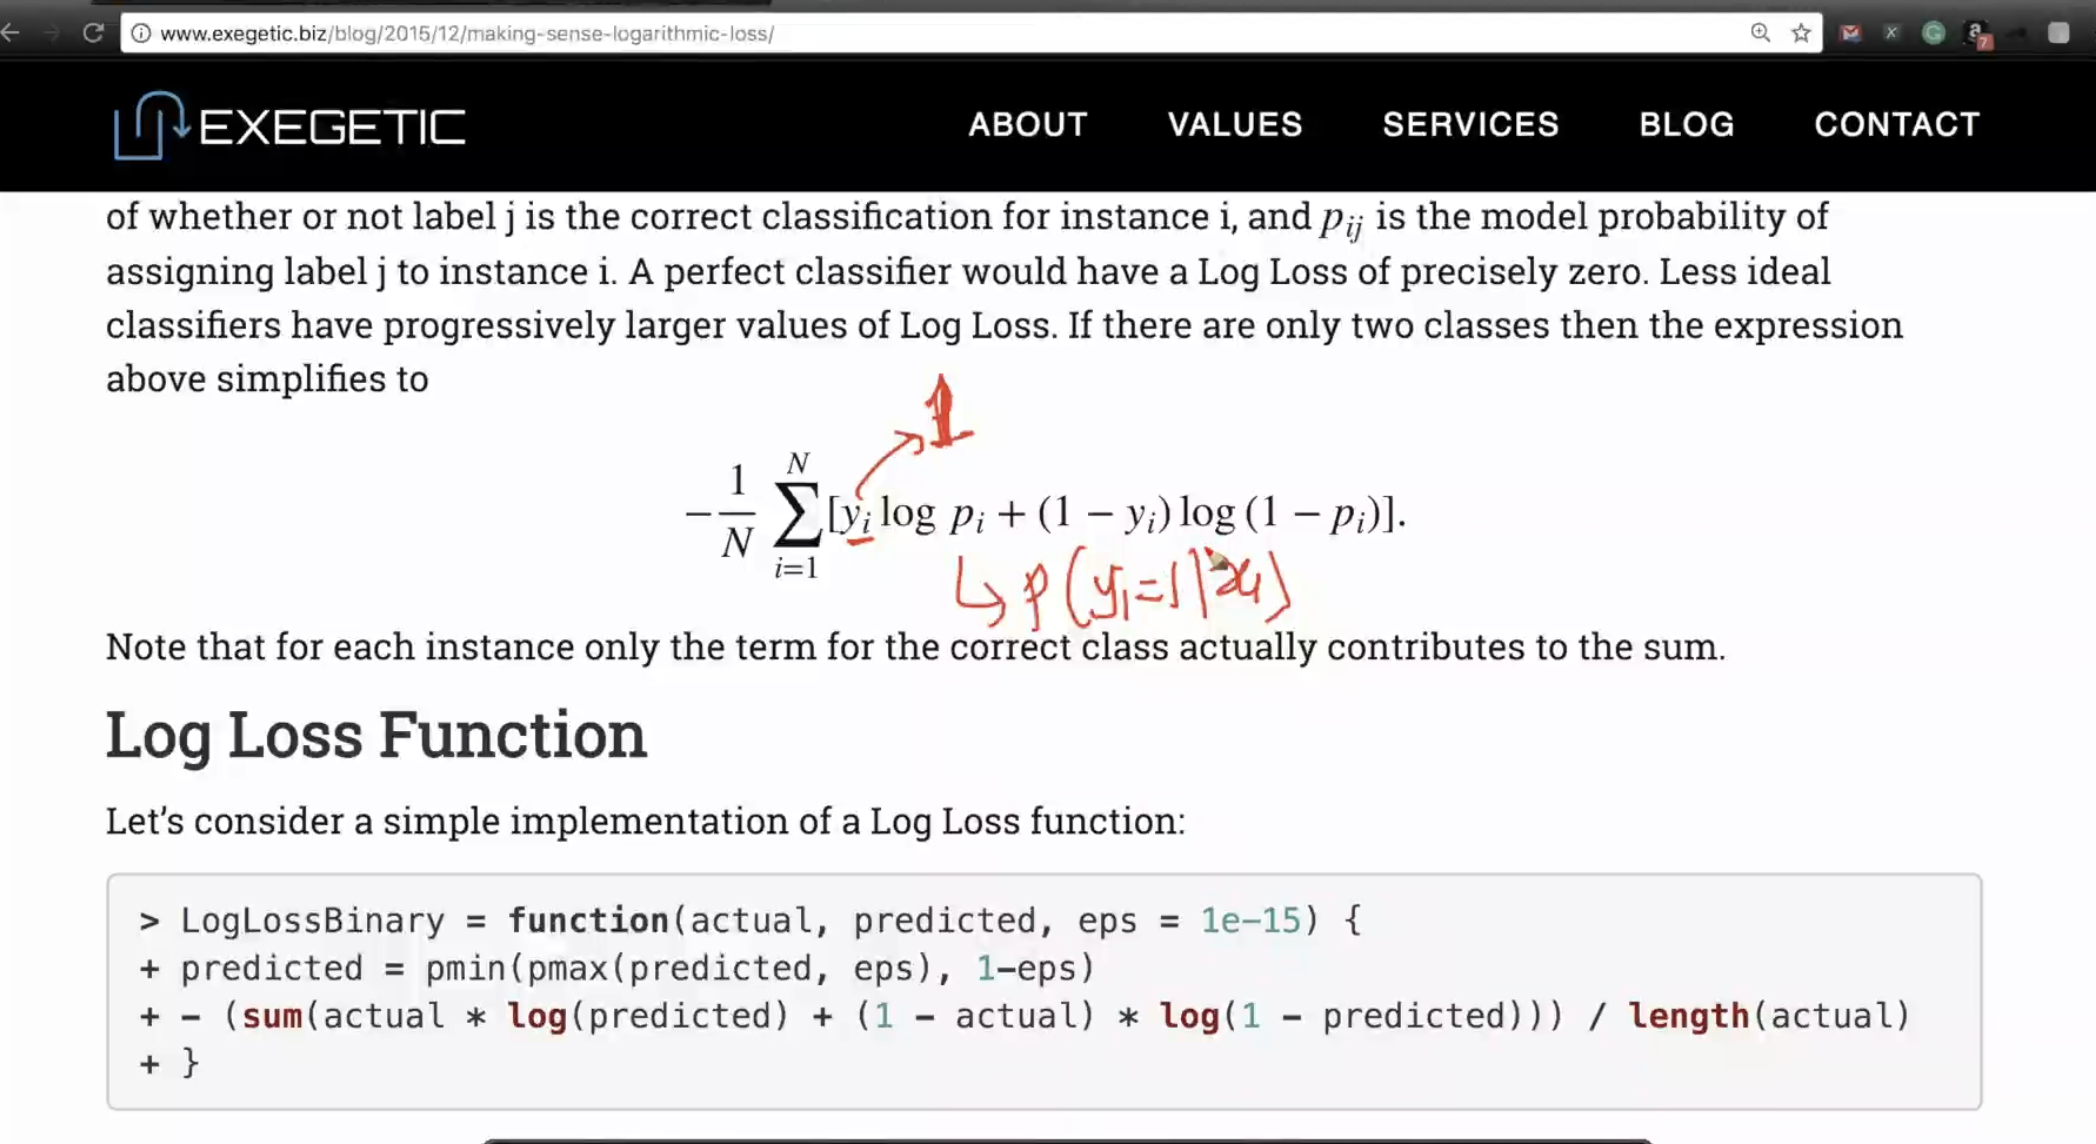 www.exegetic.biz/blog/2015/12/making-sense-logarithmic-loss/
7
EXEGETIC ABOUT VALUES SERVICES BLOG CONTACT
of whether or not label j is the correct classification for instance i, and p_{ij} is the model probability of
assigning label j to instance i. A perfect classifier would have a Log Loss of precisely zero. Less ideal
classifiers have progressively larger values of Log Loss. If there are only two classes then the expression
above simplifies to
1
-\frac{1}{N} \sum_{i=1}^{N} [y_i log p_i + (1 − y_i) log (1 − p_i)].
p(y_i=1|x_i)
Note that for each instance only the term for the correct class actually contributes to the sum.
Log Loss Function
Let's consider a simple implementation of a Log Loss function:
> LogLossBinary = function(actual, predicted, eps = 1e-15) {
+ predicted = pmin(pmax(predicted, eps), 1-eps)
+ - (sum(actual * log(predicted) + (1 - actual) * log(1 - predicted))) / length(actual)
+ }